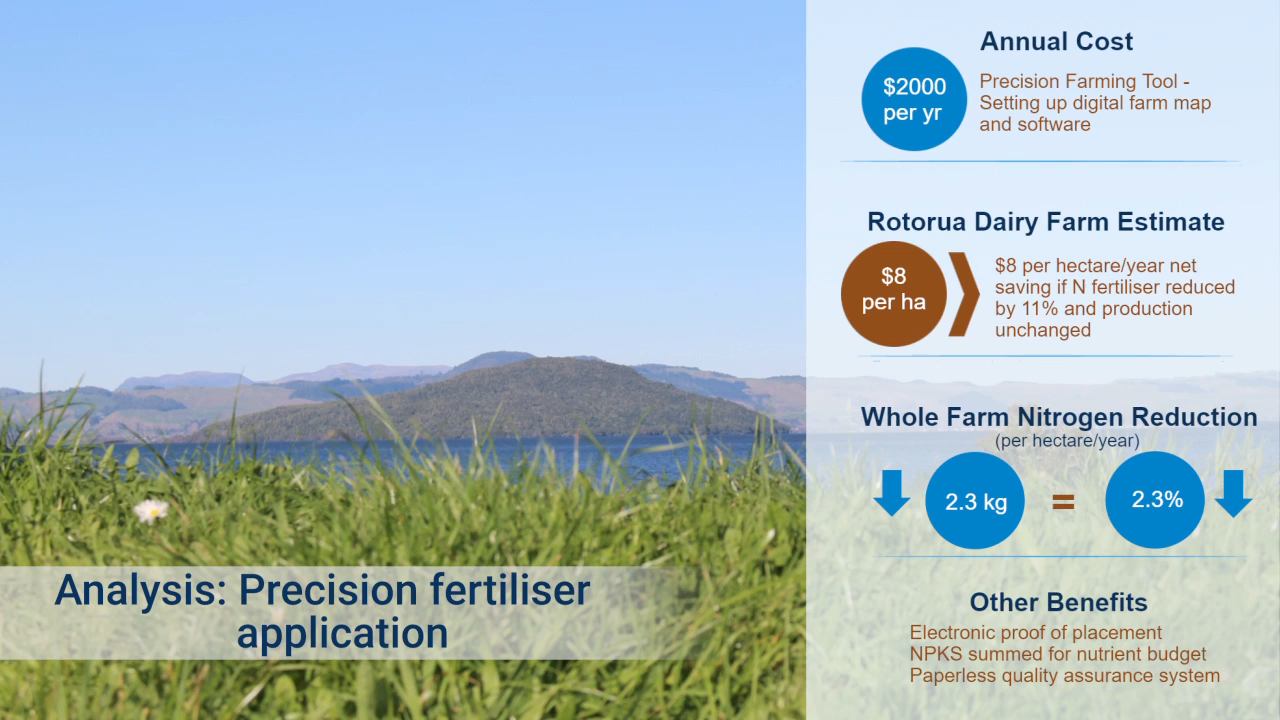 Analysis: Precision fertiliser
application
Annual Cost
$2000
per yr
Precision Farming Tool -
Setting up digital farm map
and software
Rotorua Dairy Farm Estimate
$8
per ha
$8 per hectare/year net
saving if N fertiliser reduced
by 11% and production
unchanged
Whole Farm Nitrogen Reduction
(per hectare/year)
2.3 kg
=
2.3%
Other Benefits
Electronic proof of placement
NPKS summed for nutrient budget
Paperless quality assurance system